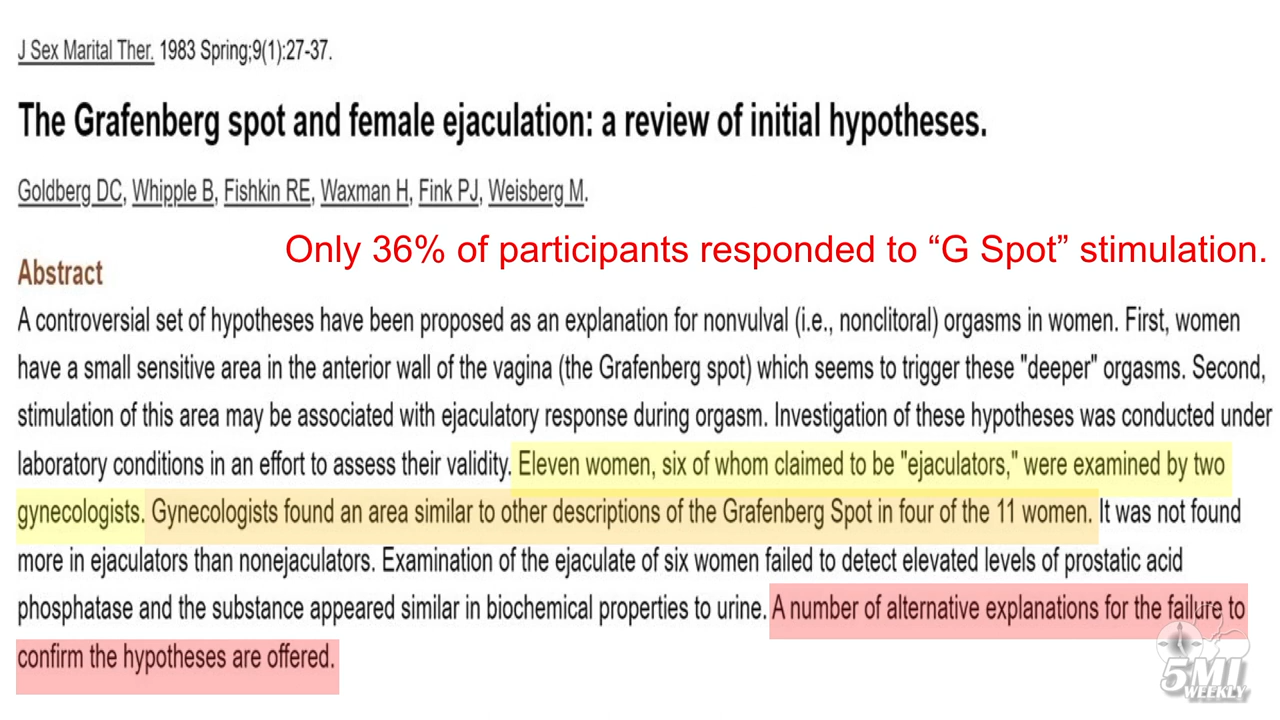 J Sex Marital Ther. 1983 Spring;9(1):27-37.
The Grafenberg spot and female ejaculation: a review of initial hypotheses.
Goldberg DC, Whipple B, Fishkin RE, Waxman H, Fink PJ, Weisberg M.
Only 36% of participants responded to “G Spot” stimulation.
Abstract
A controversial set of hypotheses have been proposed as an explanation for nonvulval (i.e., nonclitoral) orgasms in women. First, women
have a small sensitive area in the anterior wall of the vagina (the Grafenberg spot) which seems to trigger these "deeper" orgasms. Second,
stimulation of this area may be associated with ejaculatory response during orgasm. Investigation of these hypotheses was conducted under
laboratory conditions in an effort to assess their validity. Eleven women, six of whom claimed to be "ejaculators," were examined by two
gynecologists. Gynecologists found an area similar to other descriptions of the Grafenberg Spot in four of the 11 women. It was not found
more in ejaculators than nonejaculators. Examination of the ejaculate of six women failed to detect elevated levels of prostatic acid
phosphatase and the substance appeared similar in biochemical properties to urine. A number of alternative explanations for the failure to
confirm the hypotheses are offered.
5MI
WEEKLY